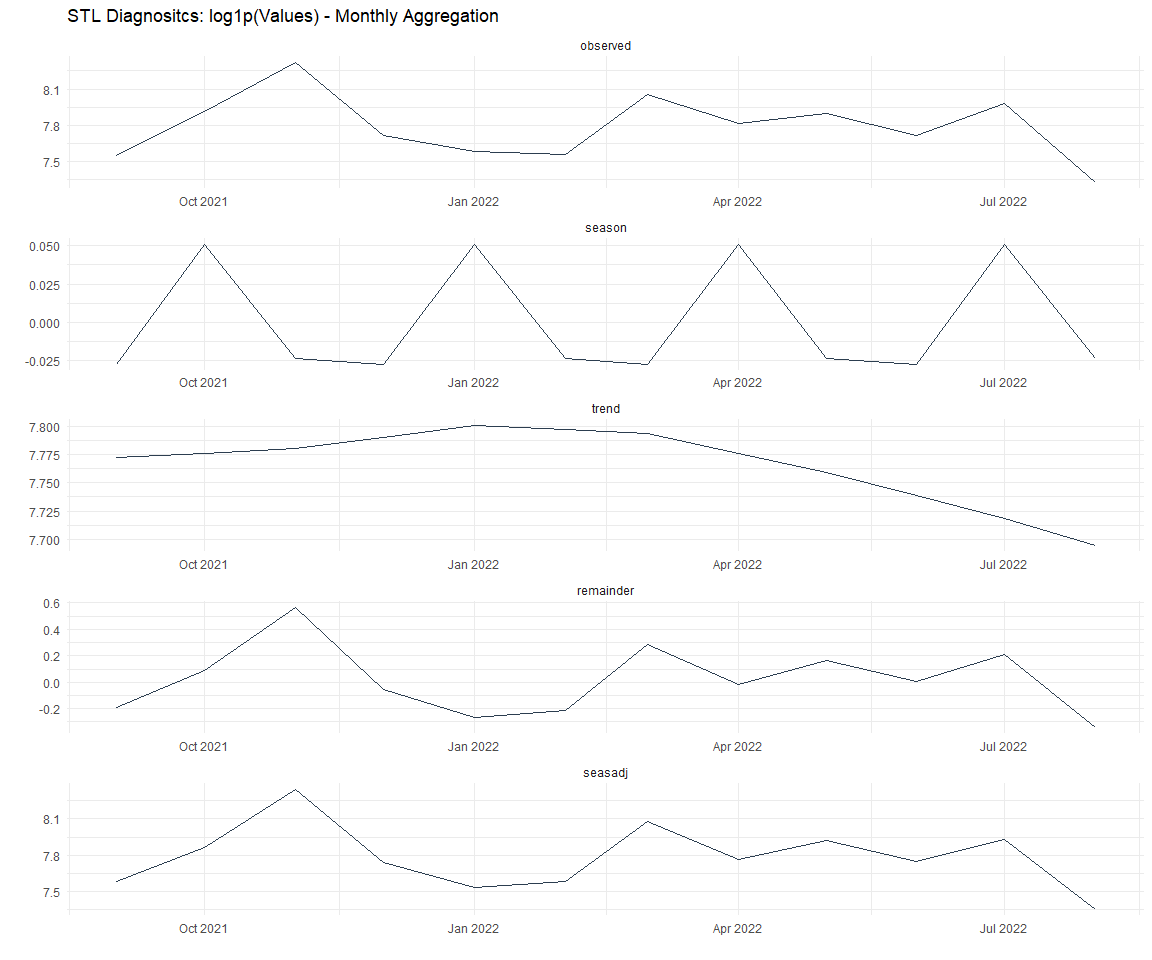 STL Diagnositcs: log1p(Values) - Monthly Aggregation
observed
8.1
7.8
7.5
Oct 2021 Jan 2022 Apr 2022 Jul 2022
season
0.050
0.025
0.000
-0.025
Oct 2021 Jan 2022 Apr 2022 Jul 2022
trend
7.800
7.775
7.750
7.725
7.700
Oct 2021 Jan 2022 Apr 2022 Jul 2022
remainder
0.6
0.4
0.2
0.0
-0.2
Oct 2021 Jan 2022 Apr 2022 Jul 2022
seasadj
8.1
7.8
7.5
Oct 2021 Jan 2022 Apr 2022 Jul 2022